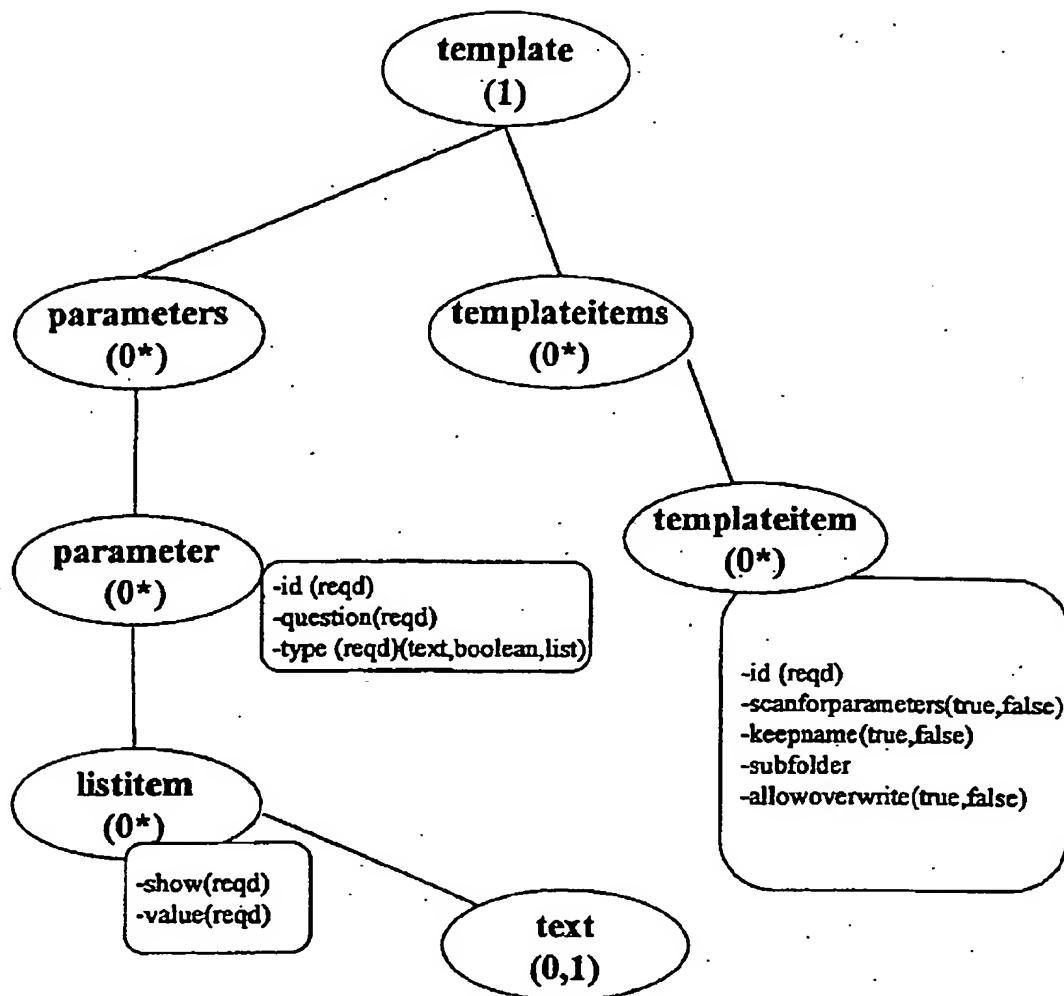 template
(1)
parameters
(0*)
templateitems
(0*)
parameter
(0*)
-id (reqd)
-question(reqd)
-type (reqd)(text,boolean,list)
templateitem
(0*)
-id (reqd)
-scanforparameters(true,false)
-keepname(true,false)
-subfolder
-allowoverwrite(true,false)
listitem
(0*)
-show(reqd)
-value(reqd)
text
(0,1)